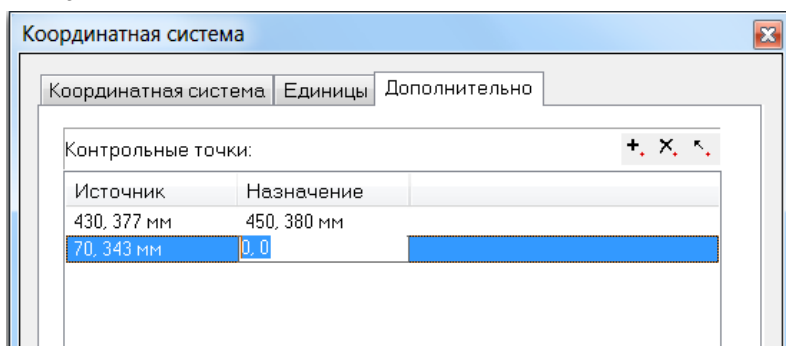 Координатная система
Координатная система Единицы Дополнительно
Контрольные точки:
Источник Назначение
430, 377 мм 450, 380 мм
70, 343 мм 0, 0